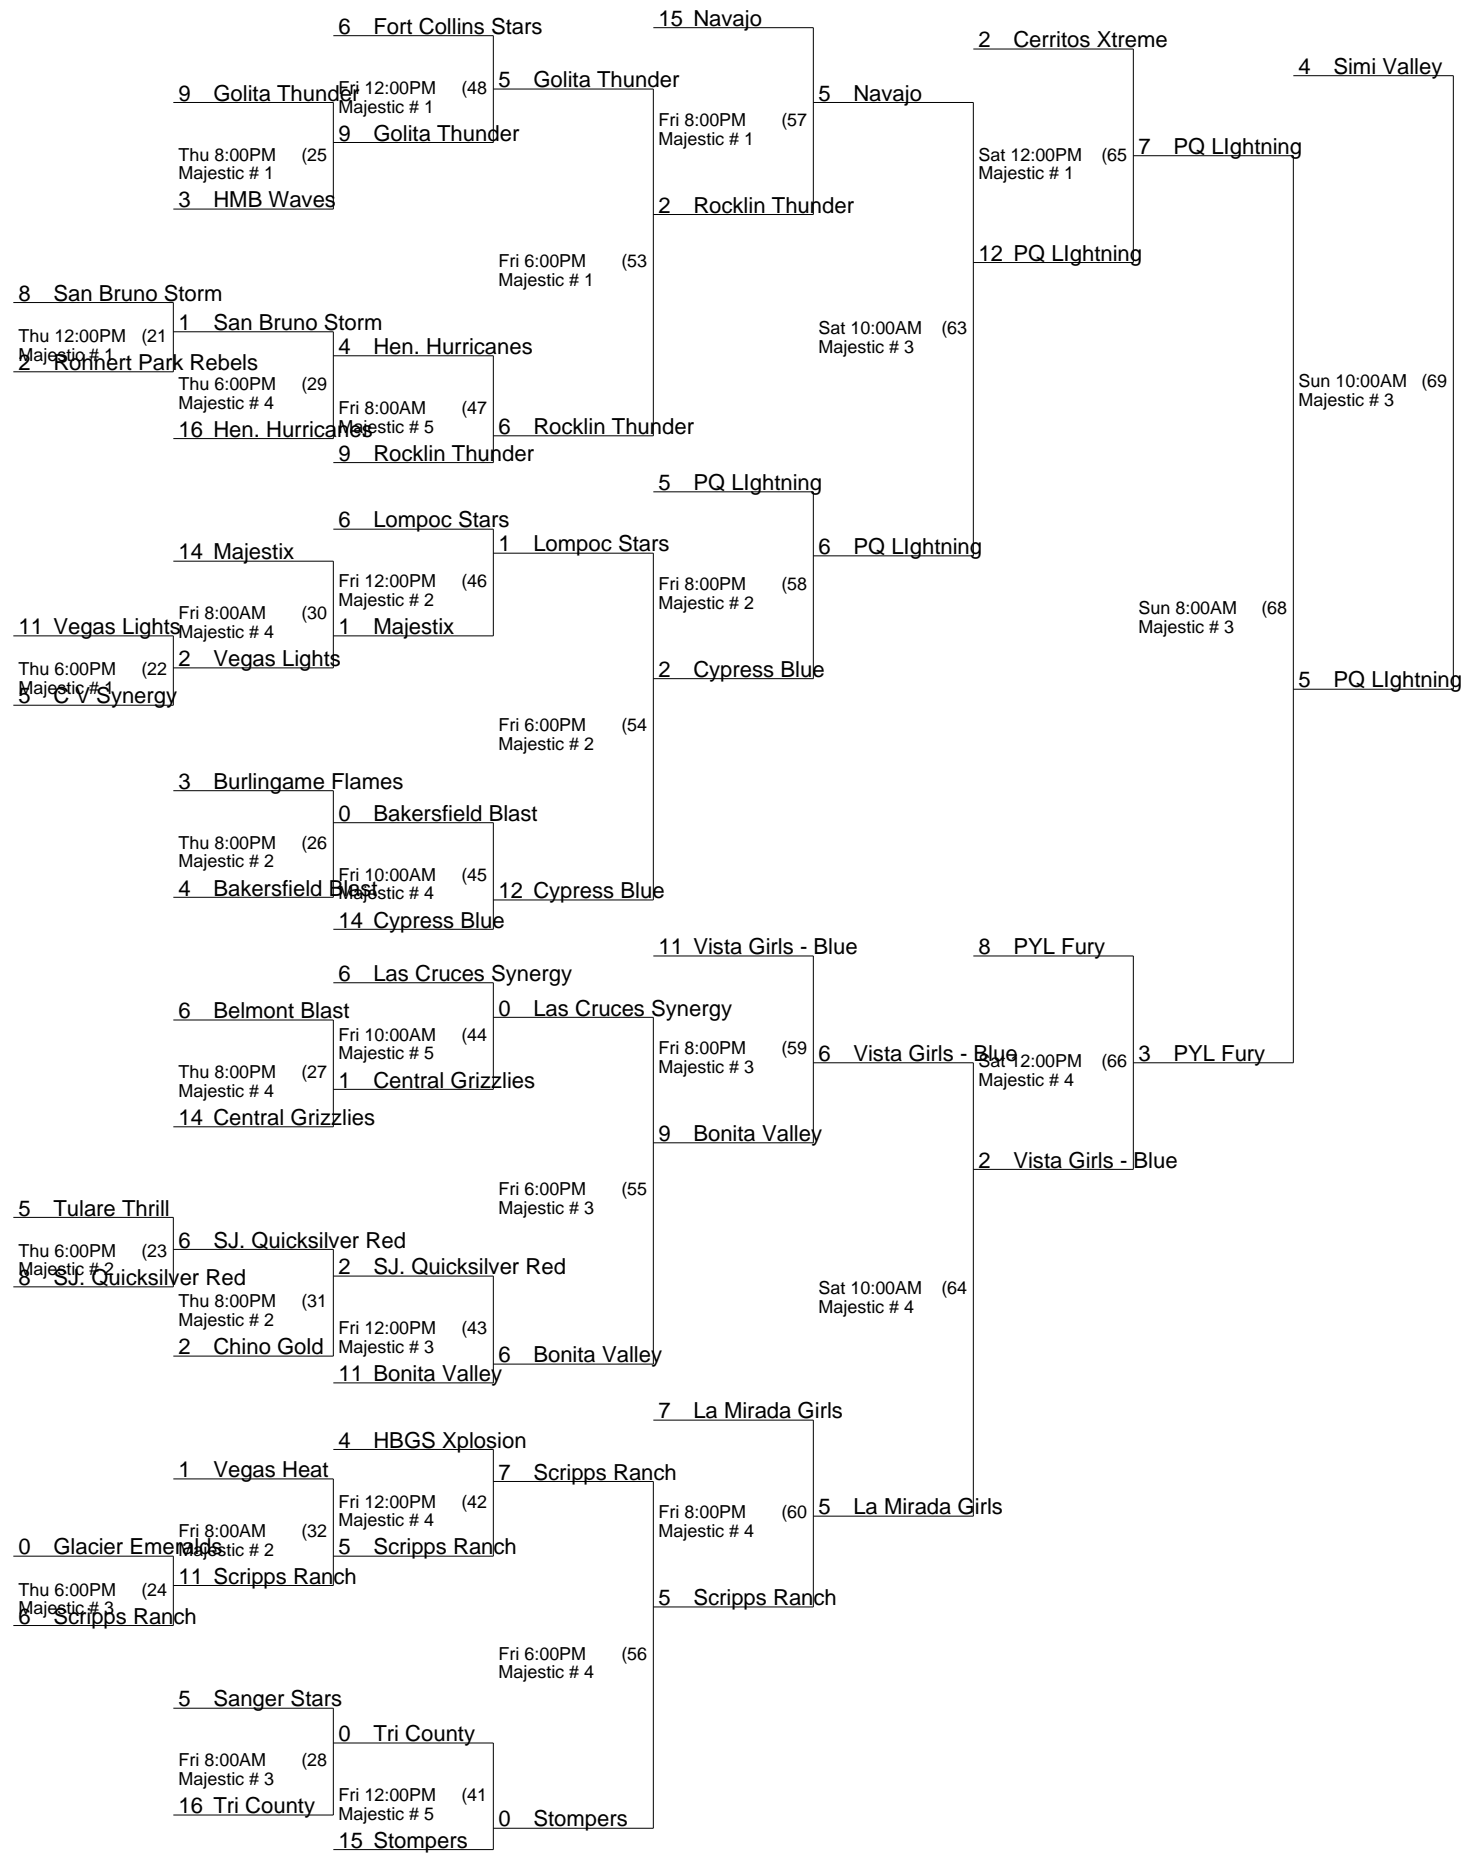 6 Fort Collins Stars
15 Navajo
2 Cerritos Xtreme
4 Simi Valley
9 Golita Thunder
Fri 12:00PM (48
Majestic # 1
5 Golita Thunder
5 Navajo
9 Golita Thunder
Fri 8:00PM (57
Majestic # 1
Thu 8:00PM (25
Majestic # 1
Sat 12:00PM (65
Majestic # 1
7 PQ LIghtning
3 HMB Waves
2 Rocklin Thunder
Fri 6:00PM (53
Majestic # 1
12 PQ LIghtning
8 San Bruno Storm
1 San Bruno Storm
Thu 12:00PM (21
Majestic # 1
2 Rohnert Park Rebels
4 Hen. Hurricanes
Sat 10:00AM (63
Majestic # 3
Thu 6:00PM (29
Majestic # 4
Sun 10:00AM (69
Majestic # 3
Fri 8:00AM (47
Majestic # 5
16 Hen. Hurricanes
6 Rocklin Thunder
9 Rocklin Thunder
5 PQ LIghtning
6 Lompoc Stars
14 Majestix
1 Lompoc Stars
6 PQ LIghtning
Fri 12:00PM (46
Majestic # 2
Fri 8:00PM (58
Majestic # 2
Fri 8:00AM (30
Majestic # 4
Sun 8:00AM (68
Majestic # 3
11 Vegas Lights
1 Majestix
2 Vegas Lights
Thu 6:00PM (22
Majestic # 1
5 C V Synergy
2 Cypress Blue
5 PQ LIghtning
Fri 6:00PM (54
Majestic # 2
3 Burlingame Flames
0 Bakersfield Blast
Thu 8:00PM (26
Majestic # 2
Fri 10:00AM (45
Majestic # 4
4 Bakersfield Blast
12 Cypress Blue
14 Cypress Blue
11 Vista Girls - Blue
8 PYL Fury
6 Las Cruces Synergy
6 Belmont Blast
0 Las Cruces Synergy
Fri 10:00AM (44
Majestic # 5
Fri 8:00PM (59
Majestic # 3
6 Vista Girls - Blue
Sat 12:00PM (66
Majestic # 4
3 PYL Fury
Thu 8:00PM (27
Majestic # 4
1 Central Grizzlies
14 Central Grizzlies
9 Bonita Valley
2 Vista Girls - Blue
Fri 6:00PM (55
Majestic # 3
5 Tulare Thrill
6 SJ. Quicksilver Red
Thu 6:00PM (23
Majestic # 2
8 SJ. Quicksilver Red
2 SJ. Quicksilver Red
Sat 10:00AM (64
Majestic # 4
Thu 8:00PM (31
Majestic # 2
Fri 12:00PM (43
Majestic # 3
2 Chino Gold
6 Bonita Valley
11 Bonita Valley
7 La Mirada Girls
4 HBGS Xplosion
1 Vegas Heat
7 Scripps Ranch
Fri 12:00PM (42
Majestic # 4
Fri 8:00PM (60
Majestic # 4
5 La Mirada Girls
Fri 8:00AM (32
Majestic # 2
0 Glacier Emeralds
5 Scripps Ranch
11 Scripps Ranch
Thu 6:00PM (24
Majestic # 3
6 Scripps Ranch
5 Scripps Ranch
Fri 6:00PM (56
Majestic # 4
5 Sanger Stars
0 Tri County
Fri 8:00AM (28
Majestic # 3
Fri 12:00PM (41
Majestic # 5
16 Tri County
0 Stompers
15 Stompers